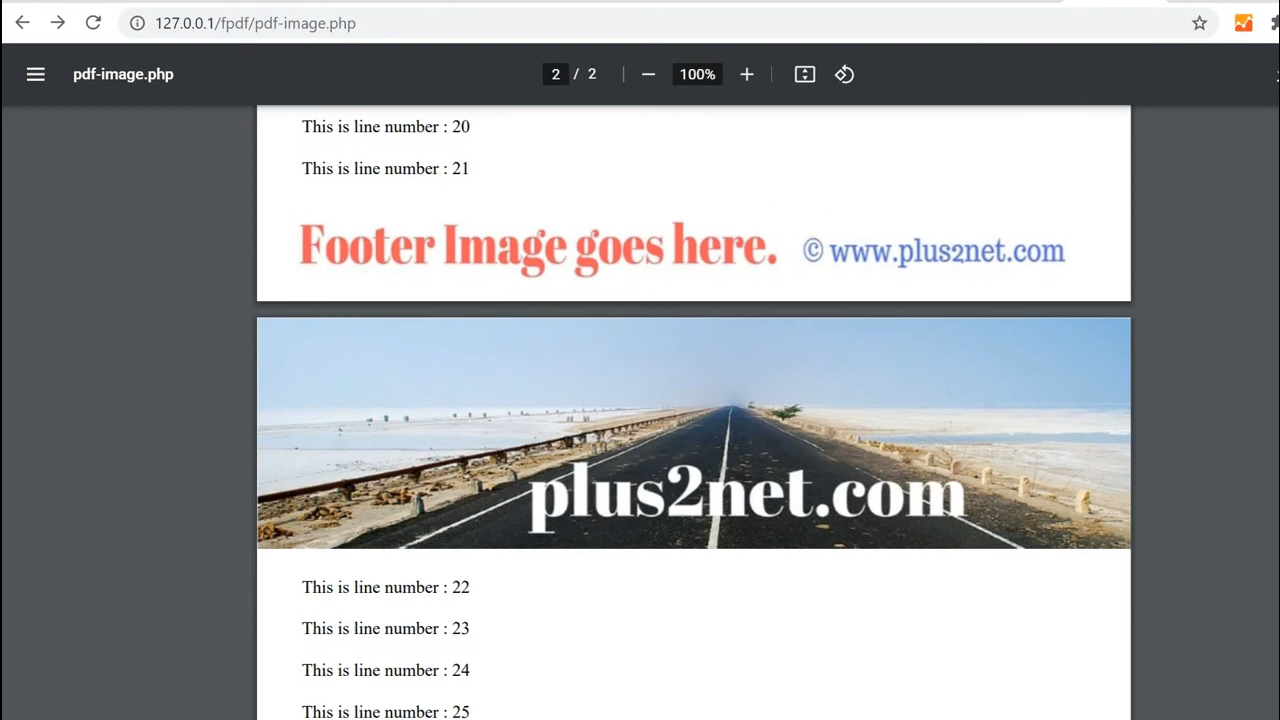 127.0.0.1/fpdf/pdf-image.php
pdf-image.php
2 / 2
100%
This is line number : 20
This is line number : 21
Footer Image goes here. © www.plus2net.com
plus2net.com
This is line number : 22
This is line number : 23
This is line number : 24
This is line number : 25